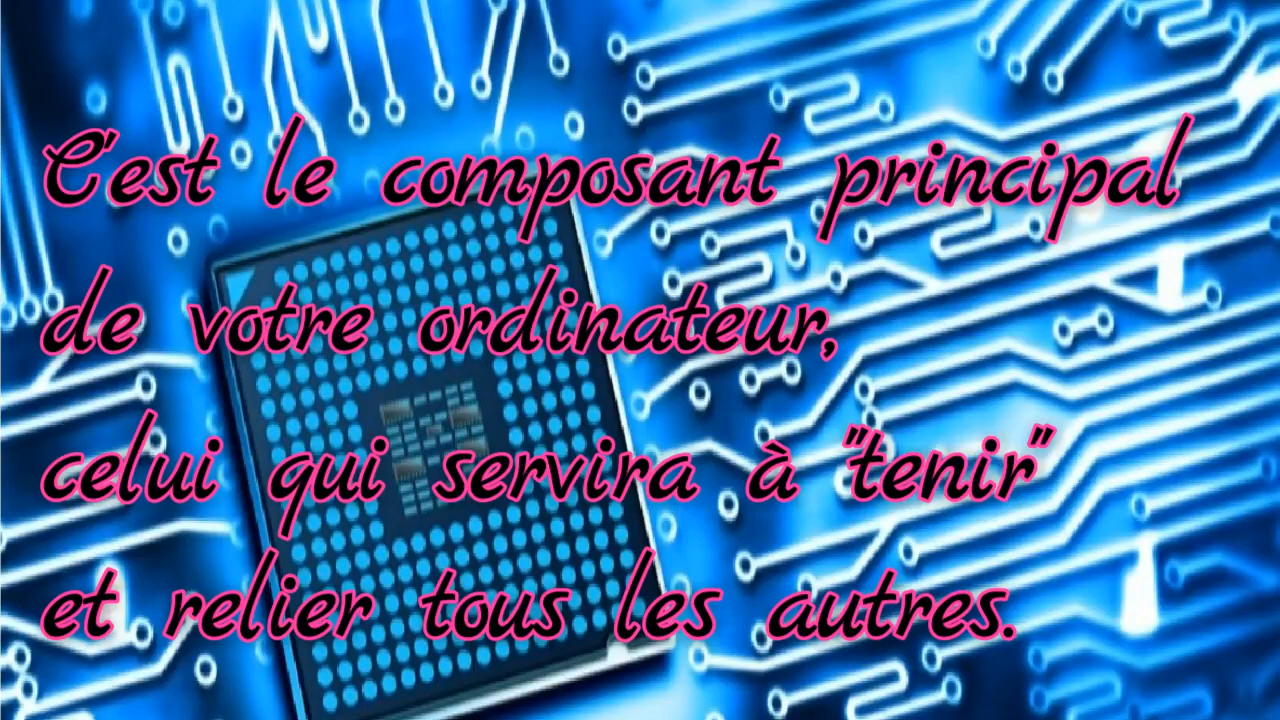 C'est le composant principal
de votre ordinateur,
celui qui servira à "tenir"
et relier tous les autres.